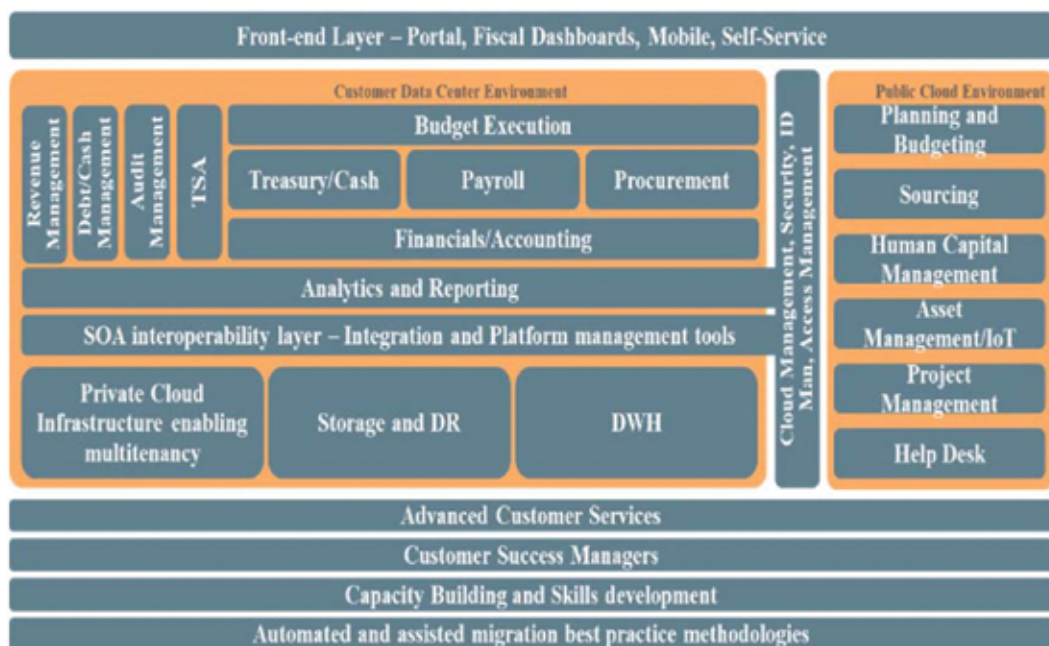 Front-end Layer – Portal, Fiscal Dashboards, Mobile, Self-Service
Customer Data Center Environment
Revenue
Management
Debt/Cash
Management
Audit
Management
TSA
Budget Execution
Treasury/Cash
Payroll
Procurement
Financials/Accounting
Analytics and Reporting
SOA interoperability layer – Integration and Platform management tools
Private Cloud
Infrastructure enabling
multitenancy
Storage and DR
DWH
Cloud Management, Security, ID
Man, Access Management
Public Cloud Environment
Planning and
Budgeting
Sourcing
Human Capital
Management
Asset
Management/IoT
Project
Management
Help Desk
Advanced Customer Services
Customer Success Managers
Capacity Building and Skills development
Automated and assisted migration best practice methodologies